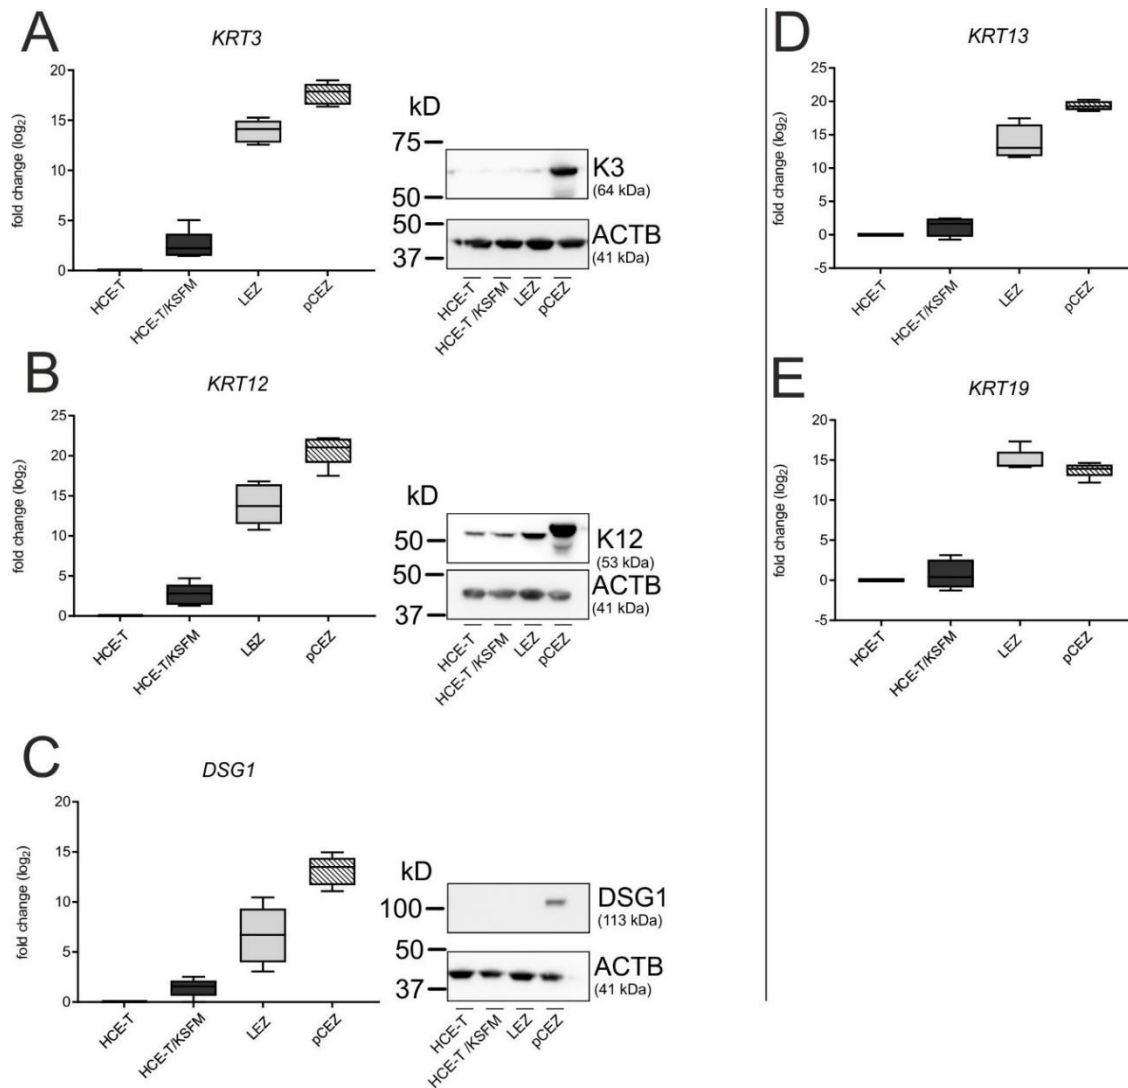 A
KRT3
fold change (log2)
20
15
10
5
0
HCE-T
HCE-T/KSFM
LEZ
pCEZ
kD
75
50
K3
(64 kDa)
50
37
ACTB
(41 kDa)
HCE-T
HCE-T /KSFM
LEZ
pCEZ
B
KRT12
fold change (log2)
25
20
15
10
5
0
HCE-T
HCE-T/KSFM
LEZ
pCEZ
kD
50
K12
(53 kDa)
50
37
ACTB
(41 kDa)
HCE-T
HCE-T /KSFM
LEZ
pCEZ
C
DSG1
fold change (log2)
20
15
10
5
0
HCE-T
HCE-T/KSFM
LEZ
pCEZ
kD
100
DSG1
(113 kDa)
50
37
ACTB
(41 kDa)
HCE-T
HCE-T /KSFM
LEZ
pCEZ
D
KRT13
fold change (log2)
25
20
15
10
5
0
-5
HCE-T
HCE-T/KSFM
LEZ
pCEZ
E
KRT19
fold change (log2)
20
15
10
5
0
-5
HCE-T
HCE-T/KSFM
LEZ
pCEZ